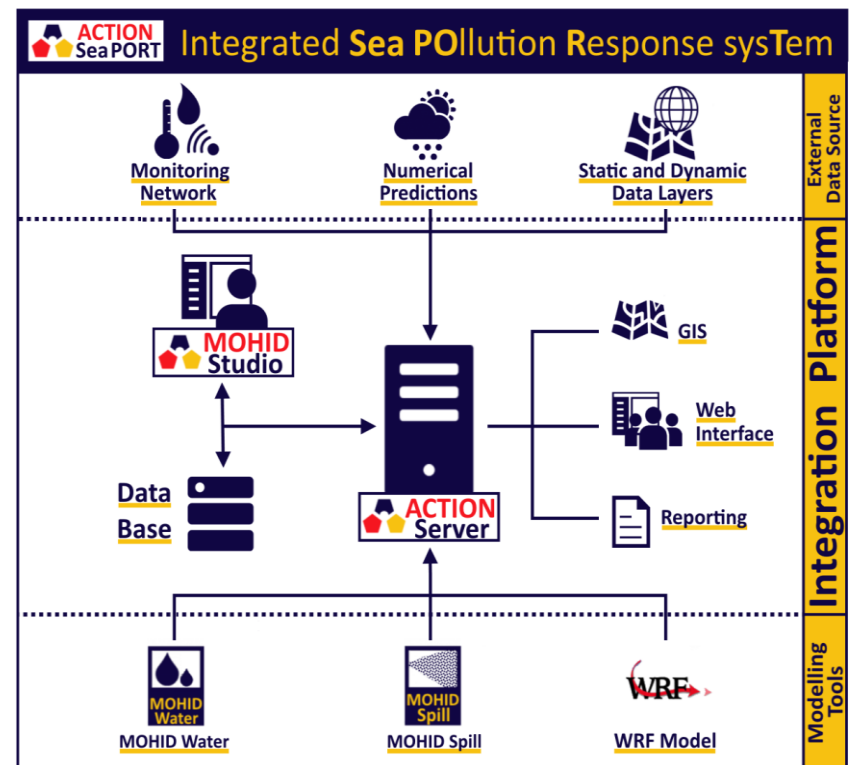 ACTION
SeaPORT
Integrated Sea POllution Response sysTem
External
Data Source
Monitoring
Network
Numerical
Predictions
Static and Dynamic
Data Layers
Integration Platform
MOHID
Studio
GIS
Web
Interface
Data
Base
ACTION
Server
Reporting
Modelling
Tools
MOHID
Water
MOHID Water
MOHID
Spill
MOHID Spill
WRF
WRF Model